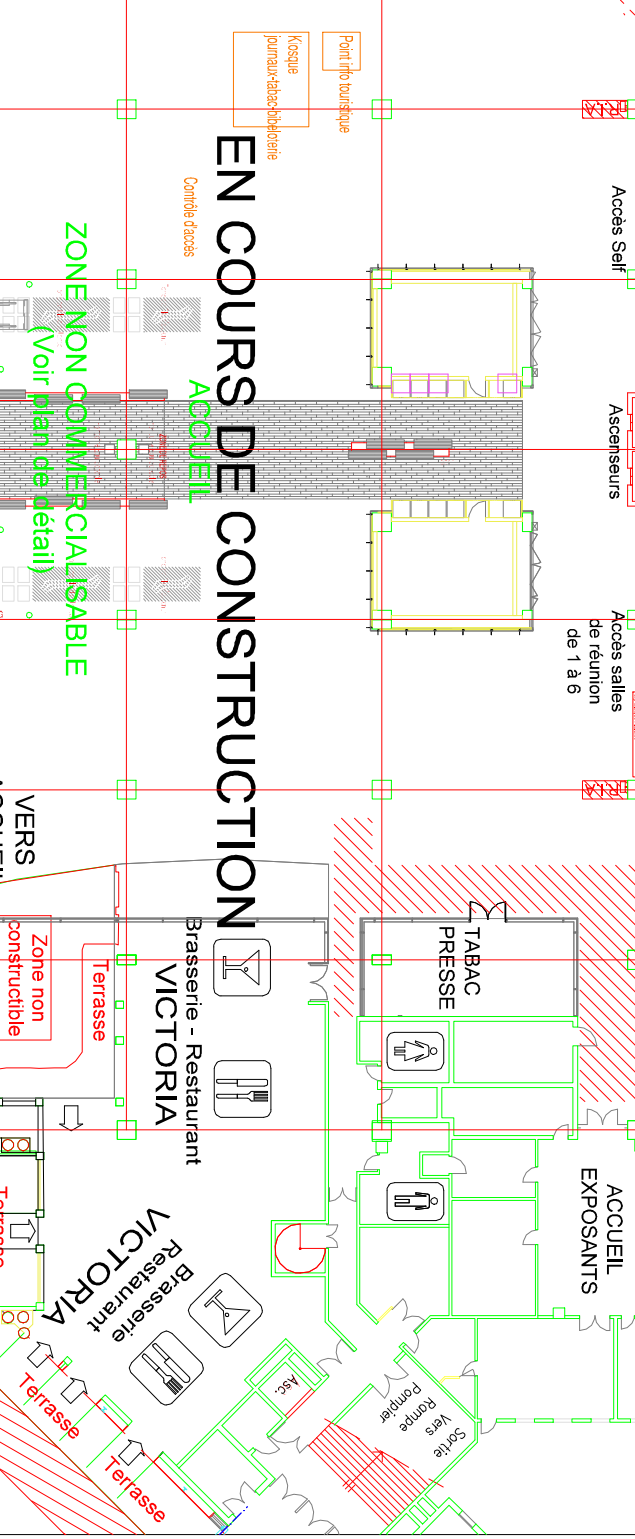 Point info touristique
Kiosque
journaux-tabac-bibeloterie
Contrôle d'accès
EN COURS DE CONSTRUCTION
ACCUEIL
ZONE NON COMMERCIALISABLE
(Voir plan de détail)
Accès Self
Ascenseurs
Accès salles
de réunion
de 1 à 6
VERS
TABAC
PRESSE
Brasserie - Restaurant
VICTORIA
Terrasse
Zone non
constructible
ACCUEIL
EXPOSANTS
Brasserie
Restaurant
VICTORIA
Asc.
Sortie
Vers
Rampe
Pompier
Terrasse
Terrasse
Terrasse